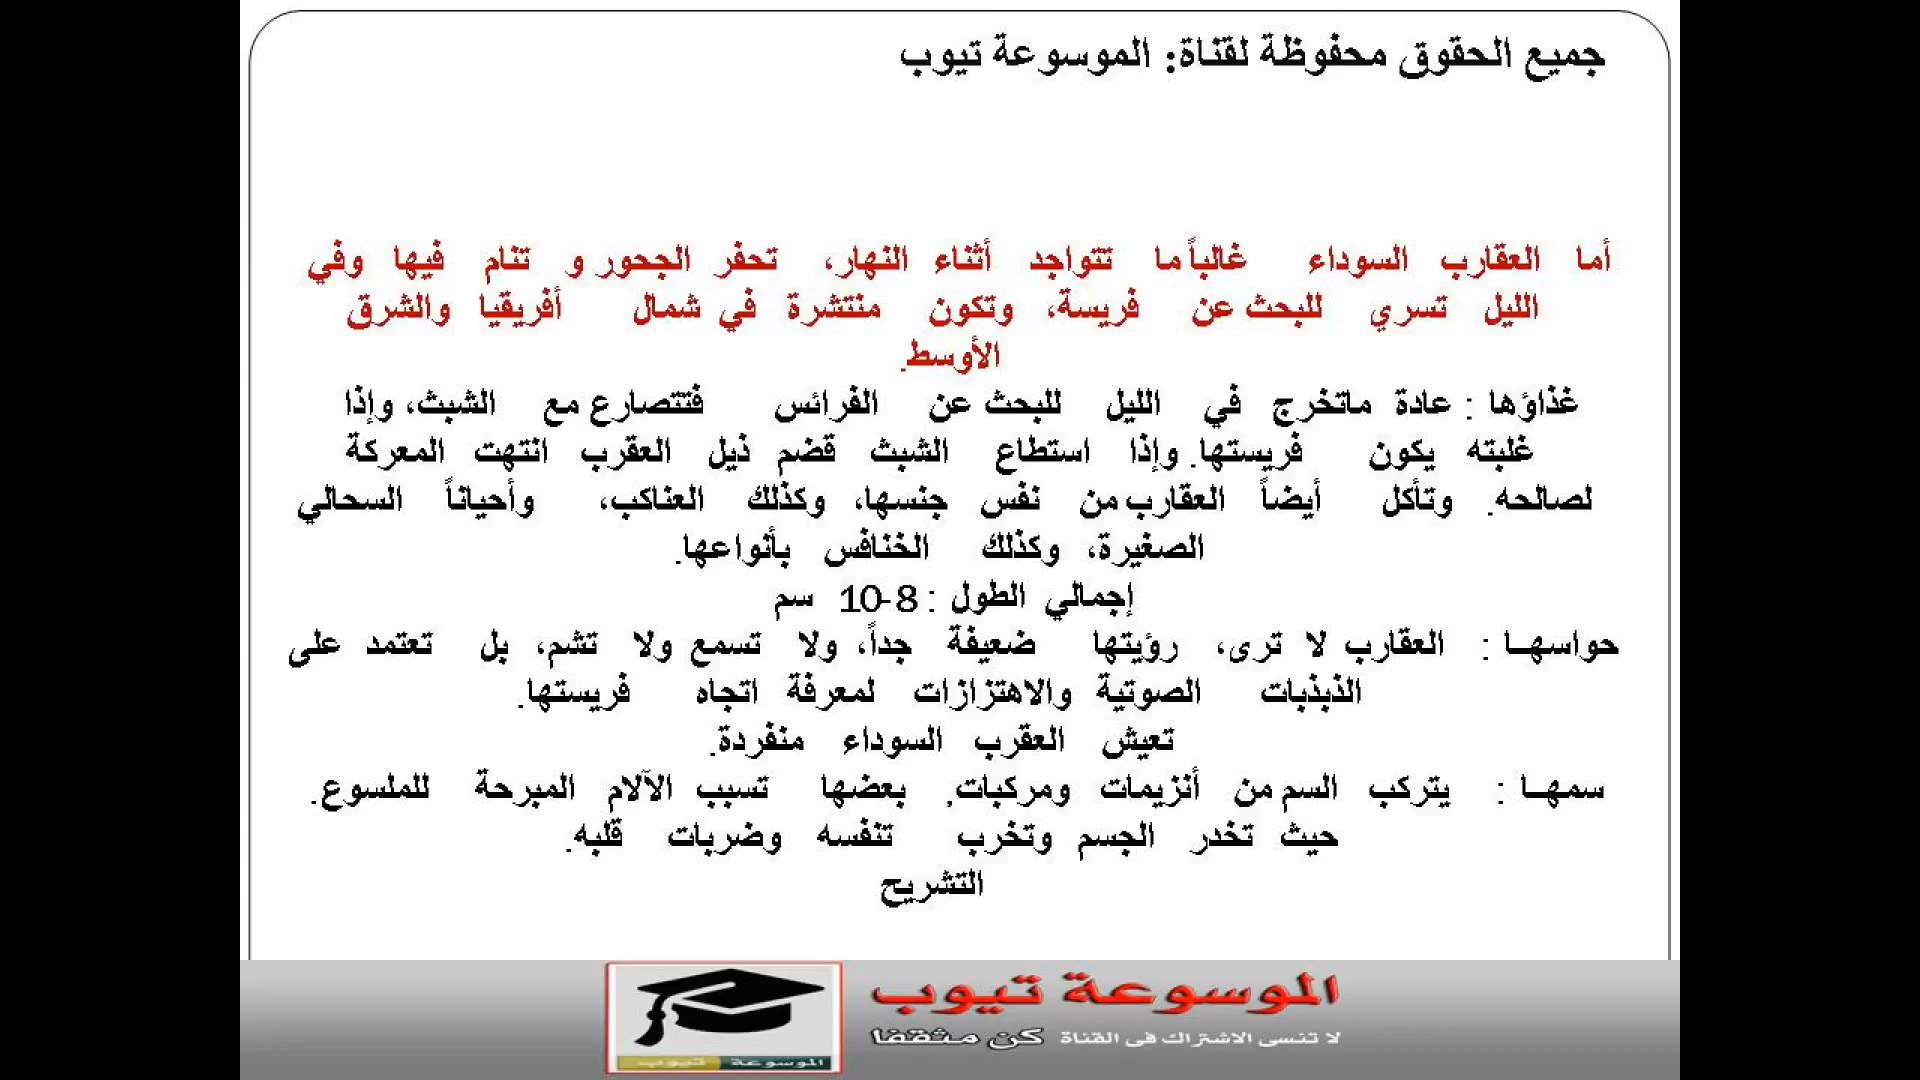 جميع الحقوق محفوظة لقناة: الموسوعة تيوب
أما العقارب السوداء غالباً ما تتواجد أثناء النهار، تحفر الجحور و تنام فيها وفي
الليل تسري للبحث عن فريسة، وتكون منتشرة في شمال أفريقيا والشرق
الأوسط.
غذاؤها : عادة ماتخرج في الليل للبحث عن الفرائس فتتصارع مع الشبث، وإذا
غلبته يكون فريستها. وإذا استطاع الشبث قضم ذيل العقرب انتهت المعركة
لصالحه. وتأكل أيضاً العقارب من نفس جنسها، وكذلك العناكب، وأحياناً السحالي
الصغيرة، وكذلك الخنافس بأنواعها.
إجمالي الطول : 8-10 سم
حواسهـا : العقارب لا ترى، رؤيتها ضعيفة جداً، ولا تسمع ولا تشم، بل تعتمد على
الذبذبات الصوتية والاهتزازات لمعرفة اتجاه فريستها.
تعيش العقرب السوداء منفردة.
سمهـا : يتركب السم من أنزيمات ومركبات, بعضها تسبب الآلام المبرحة للملسوع.
حيث تخدر الجسم وتخرب تنفسه وضربات قلبه.
التشريح
الموسوعة تيوب
لا تنسى الاشتراك فى القناة كن مثقفا
الموسوعة تيوب